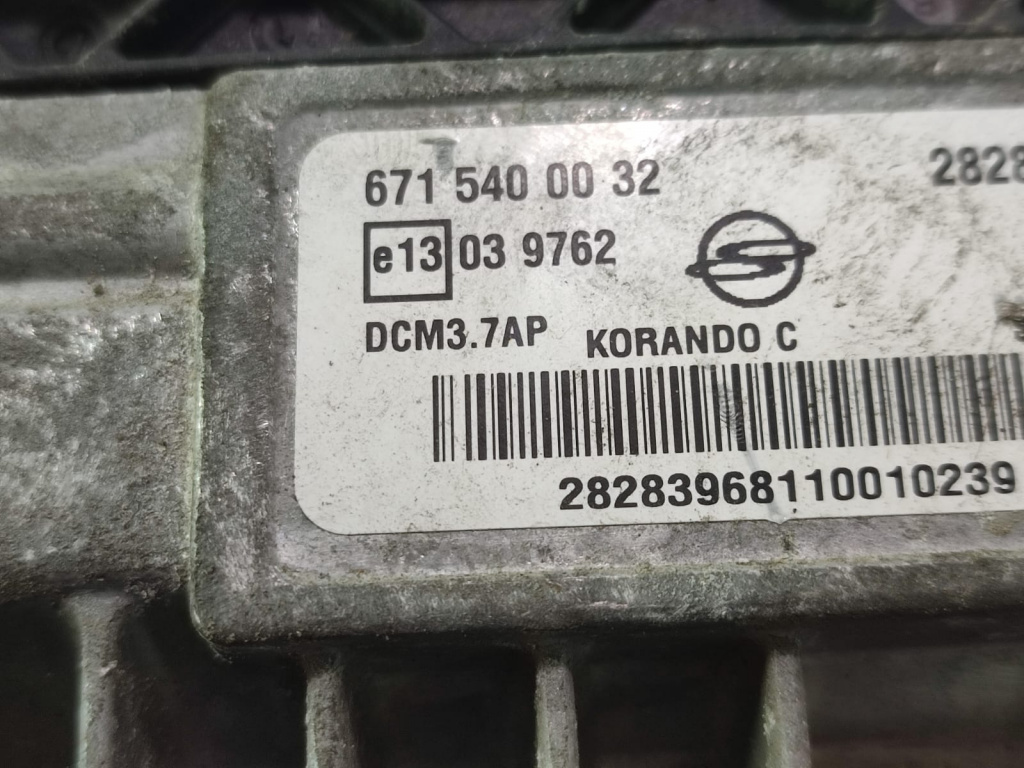 671 540 00 32 2828
e13 03 9762
DCM3.7AP KORANDO C
28283968110010239